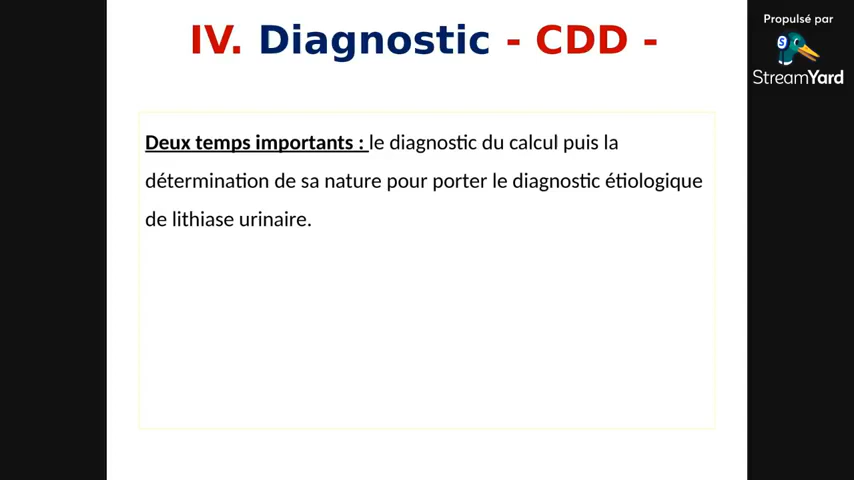 IV. Diagnostic - CDD -
Propulsé par
S
StreamYard
Deux temps importants : le diagnostic du calcul puis la
détermination de sa nature pour porter le diagnostic étiologique
de lithiase urinaire.